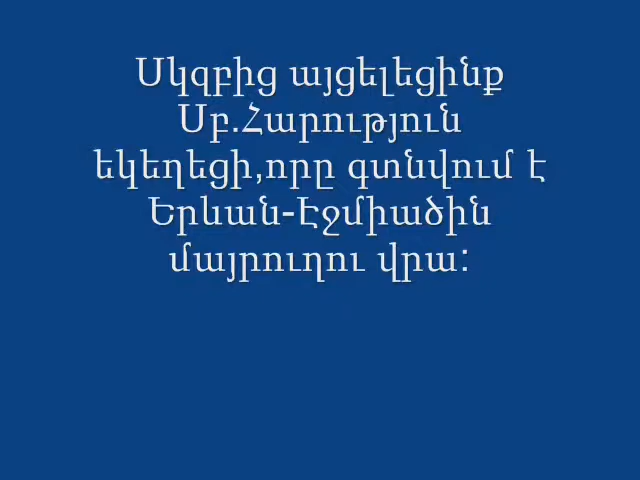 Սկզբից այցելեցինք
Սբ.Հարություն
եկեղեցի,որը գտնվում է
Երևան-Էջմիածին
մայրուղու վրա: